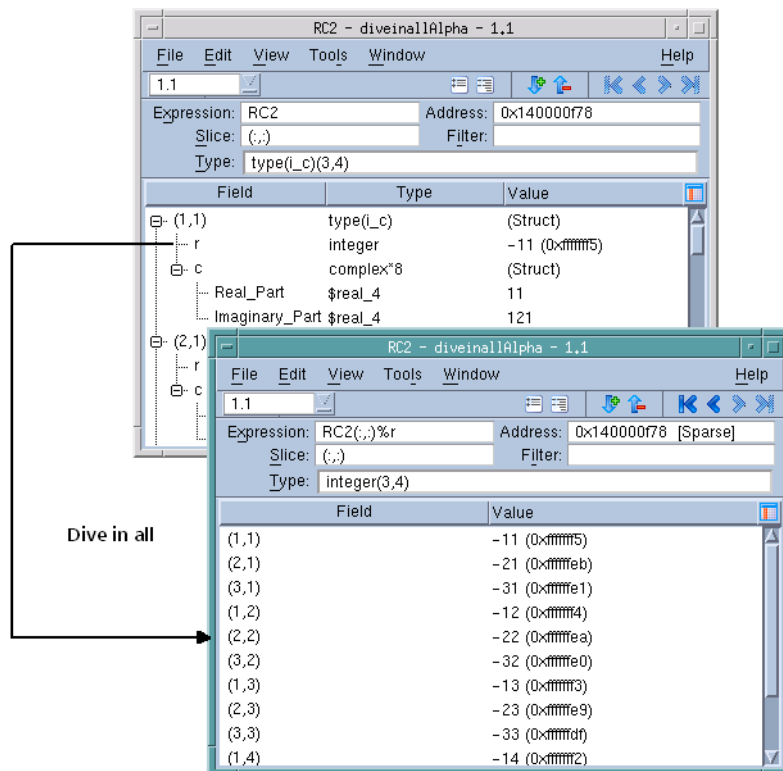 RC2 - diveinallAlpha - 1.1
File Edit View Tools Window Help
1.1
Expression: RC2 Address: 0x140000f78
Slice: (:,:) Filter:
Type: type(i_c)(3,4)
Field Type Value
(1,1) type(i_c) (Struct)
r integer -11 (0xfffffff5)
c complex*8 (Struct)
Real_Part $real_4 11
Imaginary_Part $real_4 121
(2,1)
r
c
RC2 - diveinallAlpha - 1.1
File Edit View Tools Window Help
1.1
Expression: RC2(:,:)%r Address: 0x140000f78 [Sparse]
Slice: (:,:) Filter:
Type: integer(3,4)
Field Value
(1,1) -11 (0xfffffff5)
(2,1) -21 (0xffffffeb)
(3,1) -31 (0xffffffe1)
(1,2) -12 (0xfffffff4)
(2,2) -22 (0xffffffea)
(3,2) -32 (0xffffffe0)
(1,3) -13 (0xfffffff3)
(2,3) -23 (0xffffffe9)
(3,3) -33 (0xffffffdf)
(1,4) -14 (0xfffffff2)
Dive in all